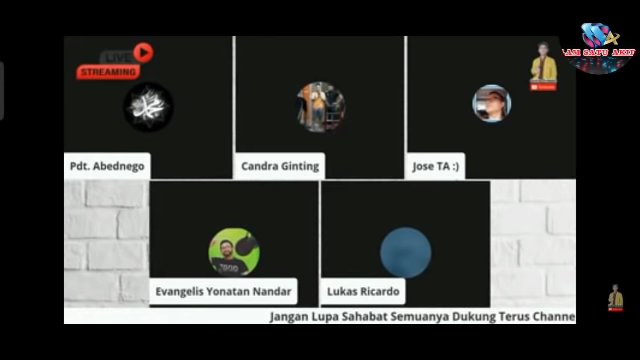 LIVE
STREAMING
Pdt. Abednego
Candra Ginting
Jose TA :)
Evangelis Yonatan Nandar
Lukas Ricardo
Jangan Lupa Sahabat Semuanya Dukung Terus Channe